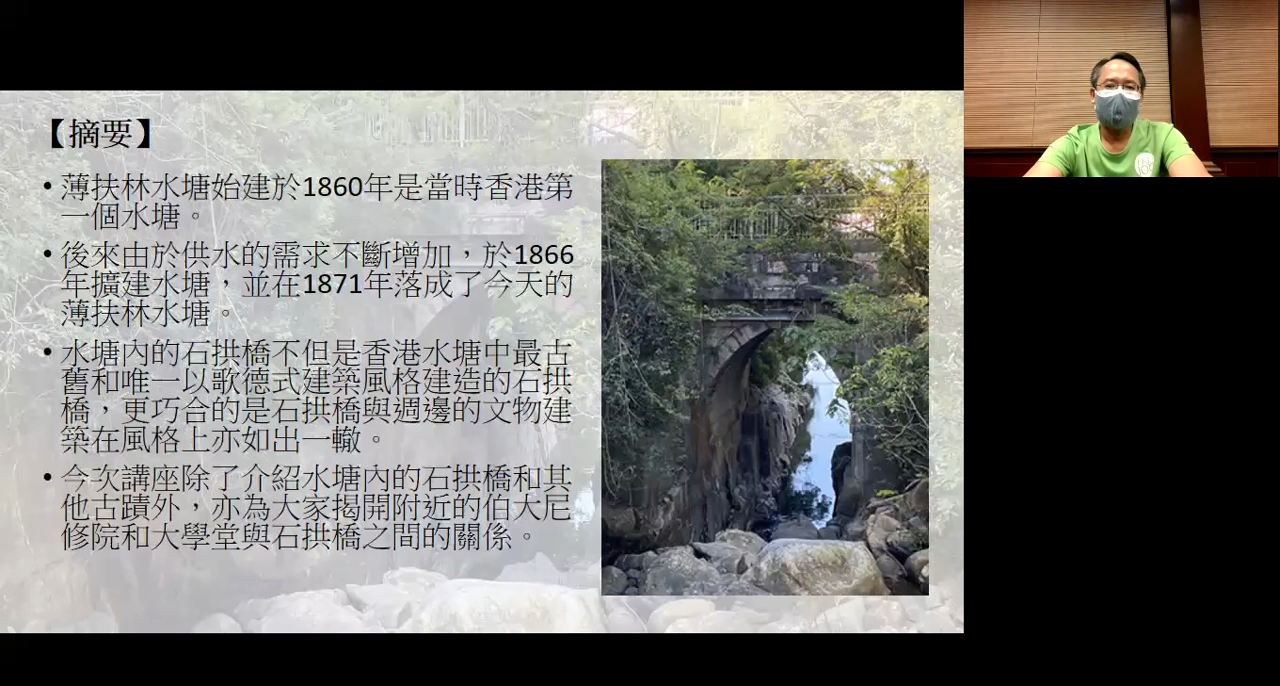 【摘要】
• 薄扶林水塘始建於1860年是當時香港第
一個水塘。
• 後來由於供水的需求不斷增加，於1866
年擴建水塘，並在1871年落成了今天的
薄扶林水塘。
• 水塘內的石拱橋不但是香港水塘中最古
舊和唯一以歌德式建築風格建造的石拱
橋，更巧合的是石拱橋與週邊的文物建
築在風格上亦如出一轍。
• 今次講座除了介紹水塘內的石拱橋和其
他古蹟外，亦為大家揭開附近的伯大尼
修院和大學堂與石拱橋之間的關係。